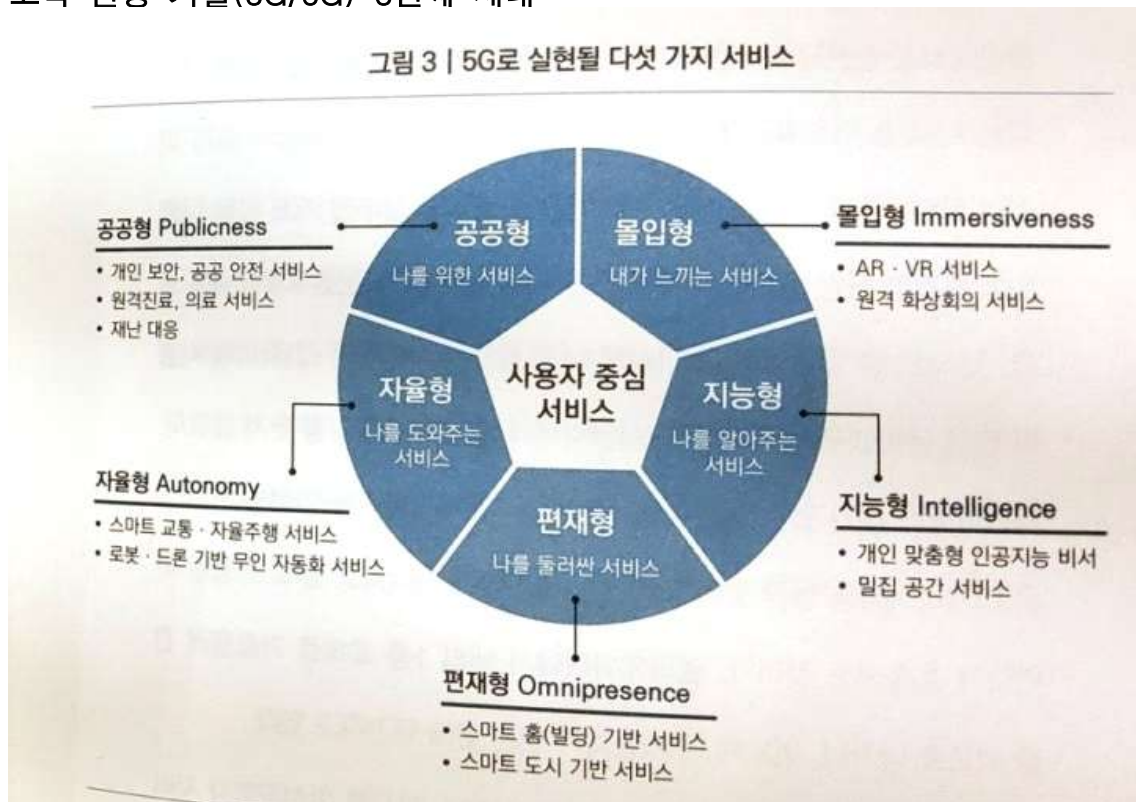 그림 3 | 5G로 실현될 다섯 가지 서비스
공공형 Publicness
• 개인 보안, 공공 안전 서비스
• 원격진료, 의료 서비스
• 재난 대응
공공형
나를 위한 서비스
몰입형
내가 느끼는 서비스
몰입형 Immersiveness
• AR · VR 서비스
• 원격 화상회의 서비스
사용자 중심
서비스
자율형
나를 도와주는
서비스
지능형
나를 알아주는
서비스
자율형 Autonomy
• 스마트 교통 · 자율주행 서비스
• 로봇 · 드론 기반 무인 자동화 서비스
편재형
나를 둘러싼 서비스
지능형 Intelligence
• 개인 맞춤형 인공지능 비서
• 밀집 공간 서비스
편재형 Omnipresence
• 스마트 홈(빌딩) 기반 서비스
• 스마트 도시 기반 서비스